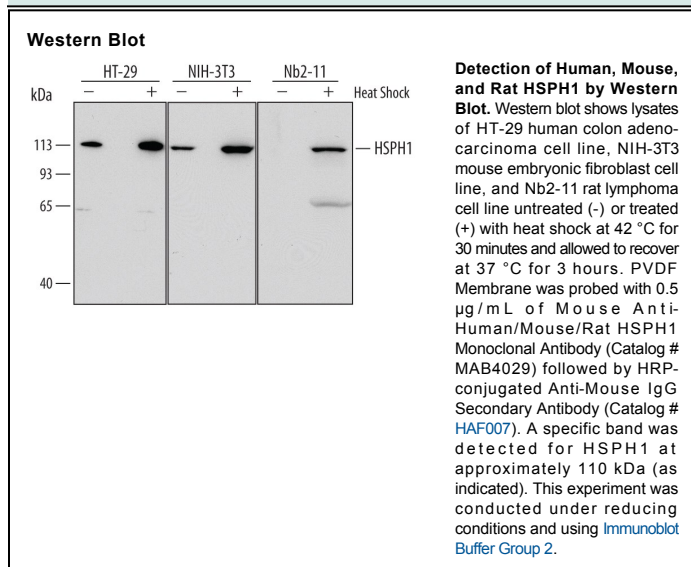 Western Blot
HT-29 NIH-3T3 Nb2-11
kDa − + − + − + Heat Shock
113 — HSPH1
93
65
40
Detection of Human, Mouse,
and Rat HSPH1 by Western
Blot. Western blot shows lysates
of HT-29 human colon adeno-
carcinoma cell line, NIH-3T3
mouse embryonic fibroblast cell
line, and Nb2-11 rat lymphoma
cell line untreated (-) or treated
(+) with heat shock at 42 °C for
30 minutes and allowed to recover
at 37 °C for 3 hours. PVDF
Membrane was probed with 0.5
µg/mL of Mouse Anti-
Human/Mouse/Rat HSPH1
Monoclonal Antibody (Catalog #
MAB4029) followed by HRP-
conjugated Anti-Mouse IgG
Secondary Antibody (Catalog #
HAF007). A specific band was
detected for HSPH1 at
approximately 110 kDa (as
indicated). This experiment was
conducted under reducing
conditions and using Immunoblot
Buffer Group 2.